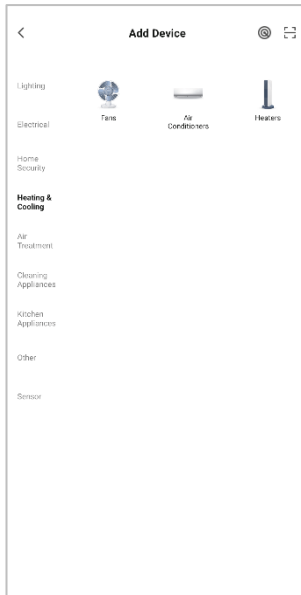 Add Device
Lighting
Electrical
Home
Security
Heating &
Cooling
Air
Treatment
Cleaning
Appliances
Kitchen
Appliances
Other
Sensor
Fans
Air
Conditioners
Heaters